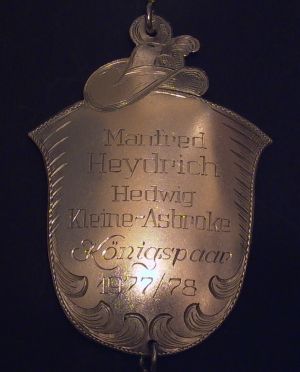 Manfred
Heydrich
Hedwig
Kleine-Asbroke
Königspaar
1977/78